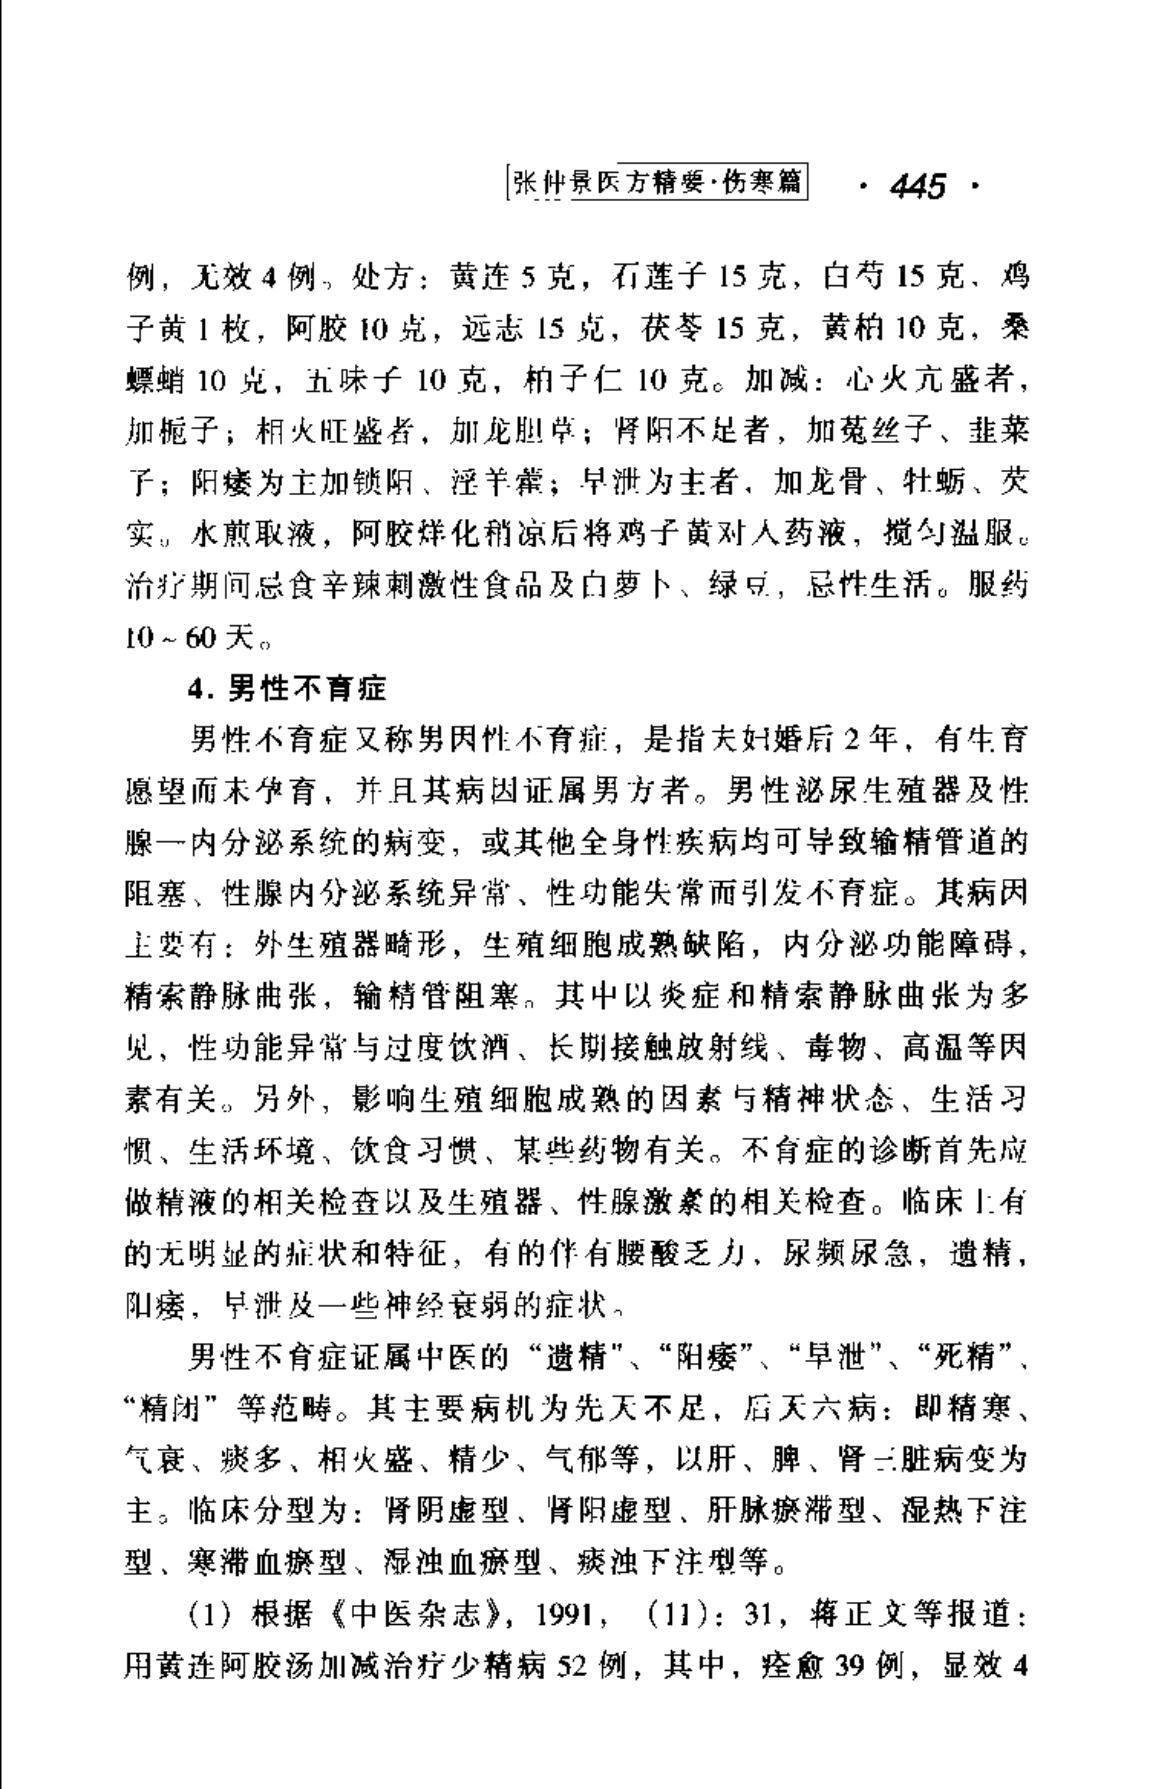 张仲景医方精要·伤寒篇 · 445 ·
例，无效 4 例。处方：黄连 5 克，石莲子 15 克，白芍 15 克，鸡
子黄 1 枚，阿胶 10 克，远志 15 克，茯苓 15 克，黄柏 10 克，桑
螵蛸 10 克，五味子 10 克，柏子仁 10 克。加减：心火亢盛者，
加栀子；相火旺盛者，加龙胆草；肾阳不足者，加菟丝子、韭菜
子；阳痿为主加锁阳、淫羊藿；早泄为主者，加龙骨、牡蛎、芡
实。水煎取液，阿胶烊化稍凉后将鸡子黄对入药液，搅匀温服。
治疗期间忌食辛辣刺激性食品及白萝卜、绿豆，忌性生活。服药
10～60 天。
4. 男性不育症
男性不育症又称男因性不育症，是指夫妇婚后 2 年，有生育
愿望而未孕育，并且其病因证属男方者。男性泌尿生殖器及性
腺一内分泌系统的病变，或其他全身性疾病均可导致输精管道的
阻塞、性腺内分泌系统异常、性功能失常而引发不育症。其病因
主要有：外生殖器畸形，生殖细胞成熟缺陷，内分泌功能障碍，
精索静脉曲张，输精管阻塞。其中以炎症和精索静脉曲张为多
见，性功能异常与过度饮酒、长期接触放射线、毒物、高温等因
素有关。另外，影响生殖细胞成熟的因素与精神状态、生活习
惯、生活环境、饮食习惯、某些药物有关。不育症的诊断首先应
做精液的相关检查以及生殖器、性腺激素的相关检查。临床上有
的无明显的症状和特征，有的伴有腰酸乏力，尿频尿急，遗精，
阳痿，早泄及一些神经衰弱的症状。
男性不育症证属中医的“遗精”、“阳痿”、“早泄”、“死精”、
“精闭”等范畴。其主要病机为先天不足，后天六病：即精寒、
气衰、痰多、相火盛、精少、气郁等，以肝、脾、肾三脏病变为
主。临床分型为：肾阴虚型、肾阳虚型、肝脉瘀滞型、湿热下注
型、寒滞血瘀型、湿浊血瘀型、痰浊下注型等。
（1）根据《中医杂志》，1991，（11）：31，蒋正文等报道：
用黄连阿胶汤加减治疗少精病 52 例，其中，痊愈 39 例，显效 4